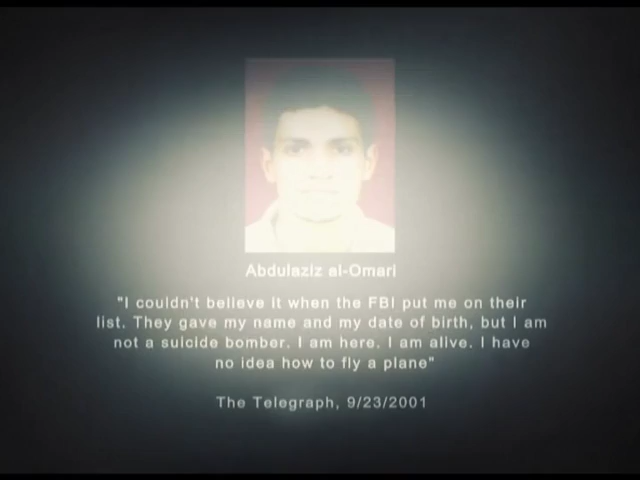 Abdulaziz al-Omari
"I couldn't believe it when the FBI put me on their
list. They gave my name and my date of birth, but I am
not a suicide bomber. I am here. I am alive. I have
no idea how to fly a plane"
The Telegraph, 9/23/2001